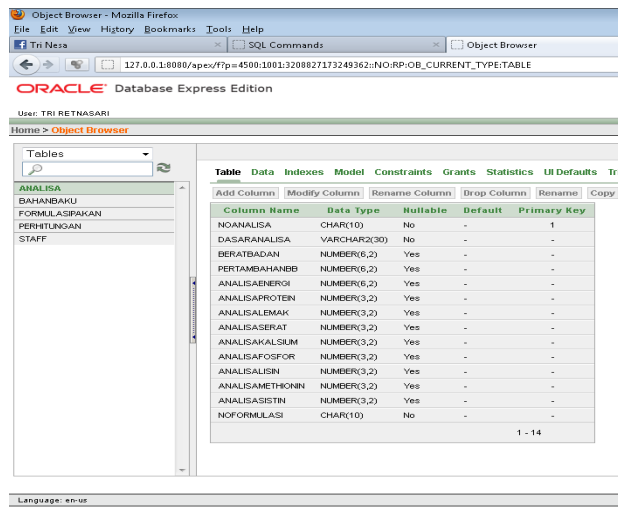 Object Browser - Mozilla Firefox
File Edit View History Bookmarks Tools Help
Tri Nesa × SQL Commands × Object Browser
127.0.0.1:8080/apex/f?p=4500:1001:3208827173249362::NO:RP:OB_CURRENT_TYPE:TABLE
ORACLE Database Express Edition
User: TRI RETNASARI
Home > Object Browser
Tables
Table Data Indexes Model Constraints Grants Statistics UI Defaults Tr
ANALISA
BAHANBAKU
FORMULASIPAKAN
PERHITUNGAN
STAFF
Add Column Modify Column Rename Column Drop Column Rename Copy
Column Name Data Type Nullable Default Primary Key
NOANALISA CHAR(10) No - 1
DASARANALISA VARCHAR2(30) No - -
BERATBADAN NUMBER(6,2) Yes - -
PERTAMBAHANBB NUMBER(6,2) Yes - -
ANALISAENERGI NUMBER(6,2) Yes - -
ANALISAPROTEIN NUMBER(3,2) Yes - -
ANALISALEMAK NUMBER(3,2) Yes - -
ANALISASERAT NUMBER(3,2) Yes - -
ANALISAKALSIUM NUMBER(3,2) Yes - -
ANALISAFOSFOR NUMBER(3,2) Yes - -
ANALISALISIN NUMBER(3,2) Yes - -
ANALISAMETHIONIN NUMBER(3,2) Yes - -
ANALISASISTIN NUMBER(3,2) Yes - -
NOFORMULASI CHAR(10) No - -
1 - 14
Language: en-us